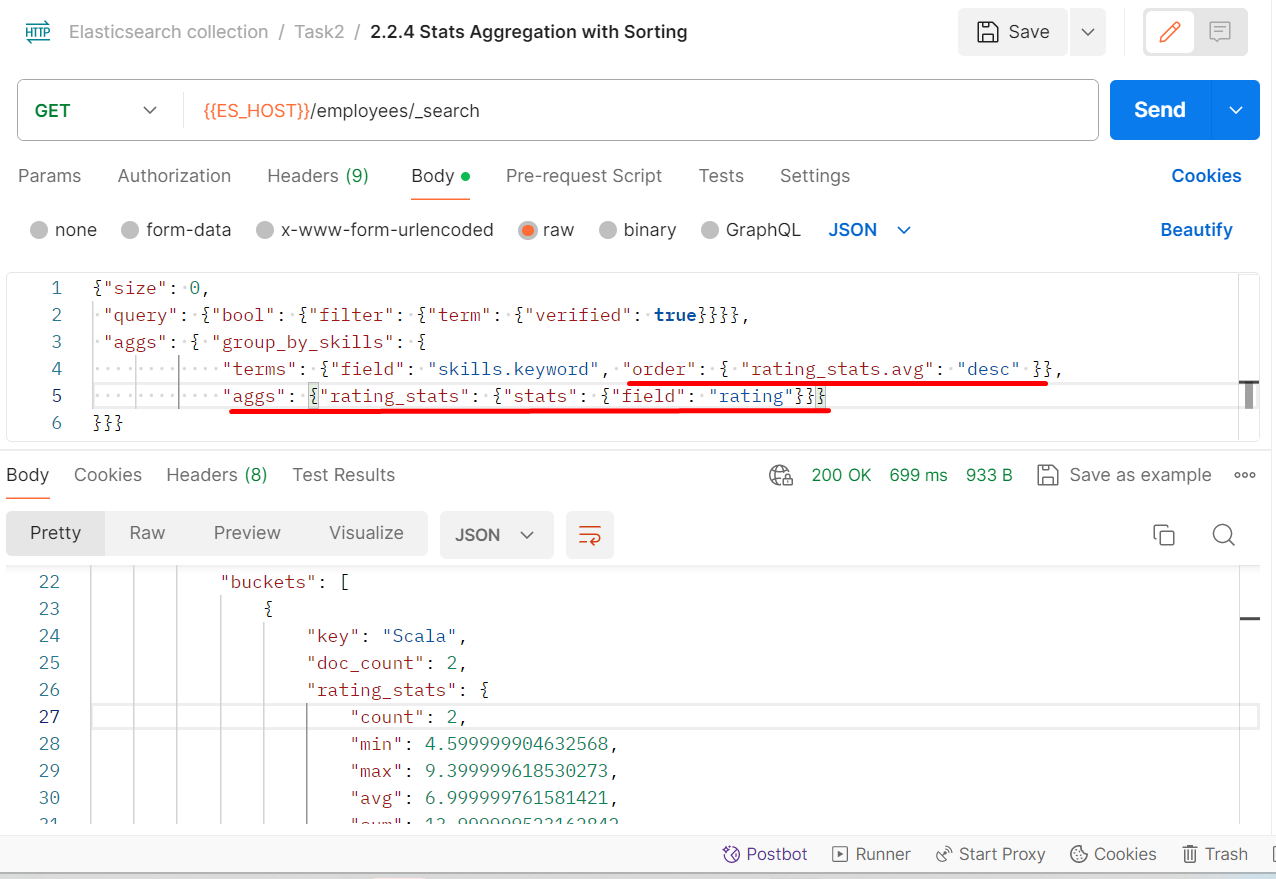 HTTP Elasticsearch collection / Task2 / 2.2.4 Stats Aggregation with Sorting Save
GET {{ES_HOST}}/employees/_search Send
Params Authorization Headers (9) Body Pre-request Script Tests Settings Cookies
none form-data x-www-form-urlencoded raw binary GraphQL JSON Beautify
1 {"size": 0,
2 "query": {"bool": {"filter": {"term": {"verified": true}}}},
3 "aggs": { "group_by_skills": {
4 "terms": {"field": "skills.keyword", "order": { "rating_stats.avg": "desc" }},
5 "aggs": {"rating_stats": {"stats": {"field": "rating"}}}
6 }}}
Body Cookies Headers (8) Test Results 200 OK 699 ms 933 B Save as example
Pretty Raw Preview Visualize JSON
22 "buckets": [
23 {
24 "key": "Scala",
25 "doc_count": 2,
26 "rating_stats": {
27 "count": 2,
28 "min": 4.599999904632568,
29 "max": 9.399999618530273,
30 "avg": 6.999999761581421,
31 "sum": 13.999999523162842
Postbot Runner Start Proxy Cookies Trash